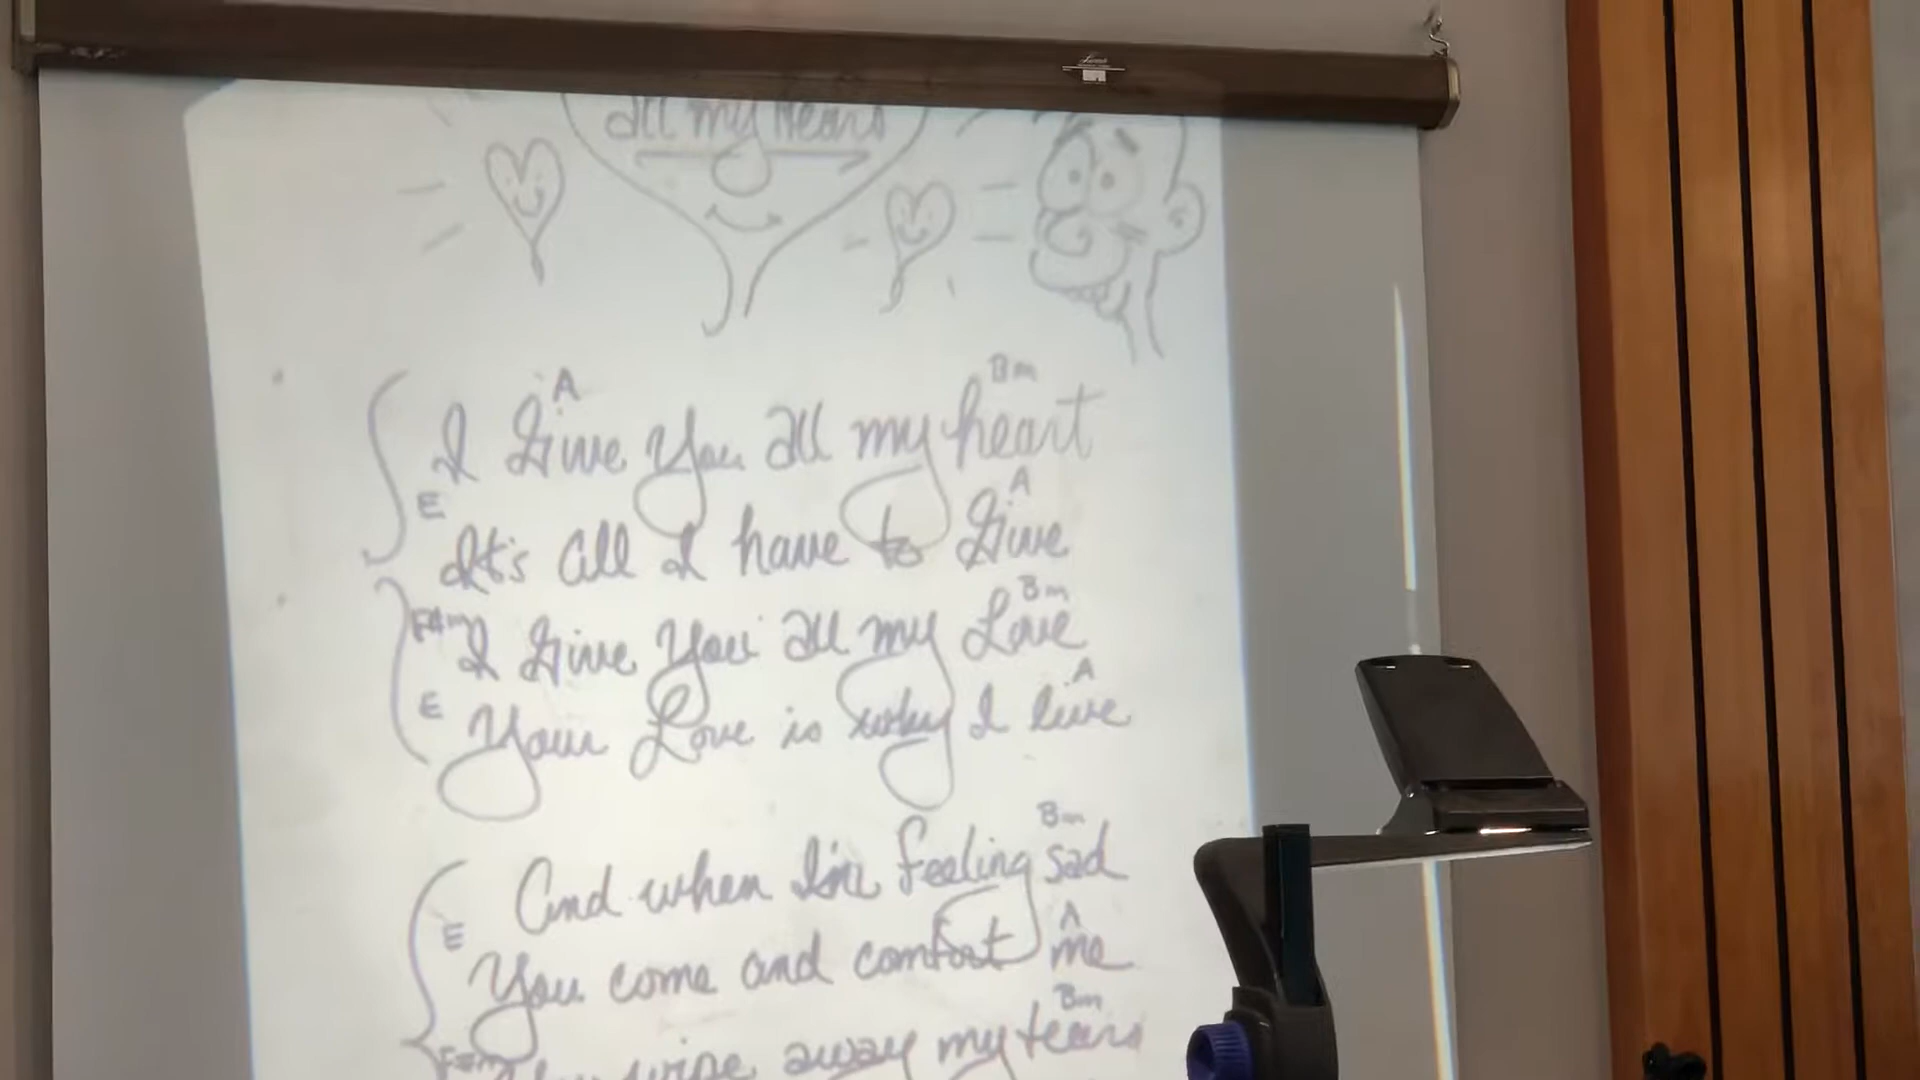 all my heart
A Bm
I Give You all my heart
E A
It's all I have to Give
F#m Bm
I Give You all my Love
E A
Your Love is why I live
Bm
And when I'm feeling sad
E A
You come and comfort me
F#m Bm
You wipe away my tears